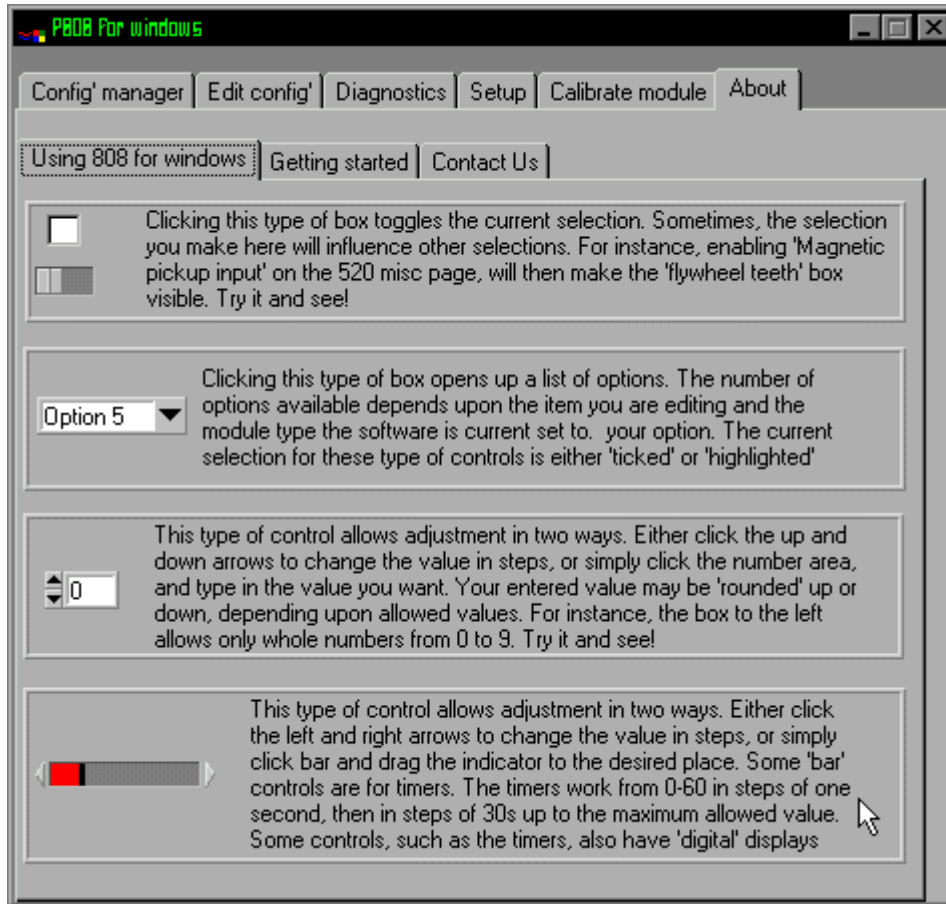 P808 For windows
Config' manager Edit config' Diagnostics Setup Calibrate module About
Using 808 for windows Getting started Contact Us
Clicking this type of box toggles the current selection. Sometimes, the selection
you make here will influence other selections. For instance, enabling 'Magnetic
pickup input' on the 520 misc page, will then make the 'flywheel teeth' box
visible. Try it and see!
Option 5
Clicking this type of box opens up a list of options. The number of
options available depends upon the item you are editing and the
module type the software is current set to.  your option. The current
selection for these type of controls is either 'ticked' or 'highlighted'
0
This type of control allows adjustment in two ways. Either click the up and
down arrows to change the value in steps, or simply click the number area,
and type in the value you want. Your entered value may be 'rounded' up or
down, depending upon allowed values. For instance, the box to the left
allows only whole numbers from 0 to 9. Try it and see!
This type of control allows adjustment in two ways. Either click
the left and right arrows to change the value in steps, or simply
click bar and drag the indicator to the desired place. Some 'bar'
controls are for timers. The timers work from 0-60 in steps of one
second, then in steps of 30s up to the maximum allowed value.
Some controls, such as the timers, also have 'digital' displays